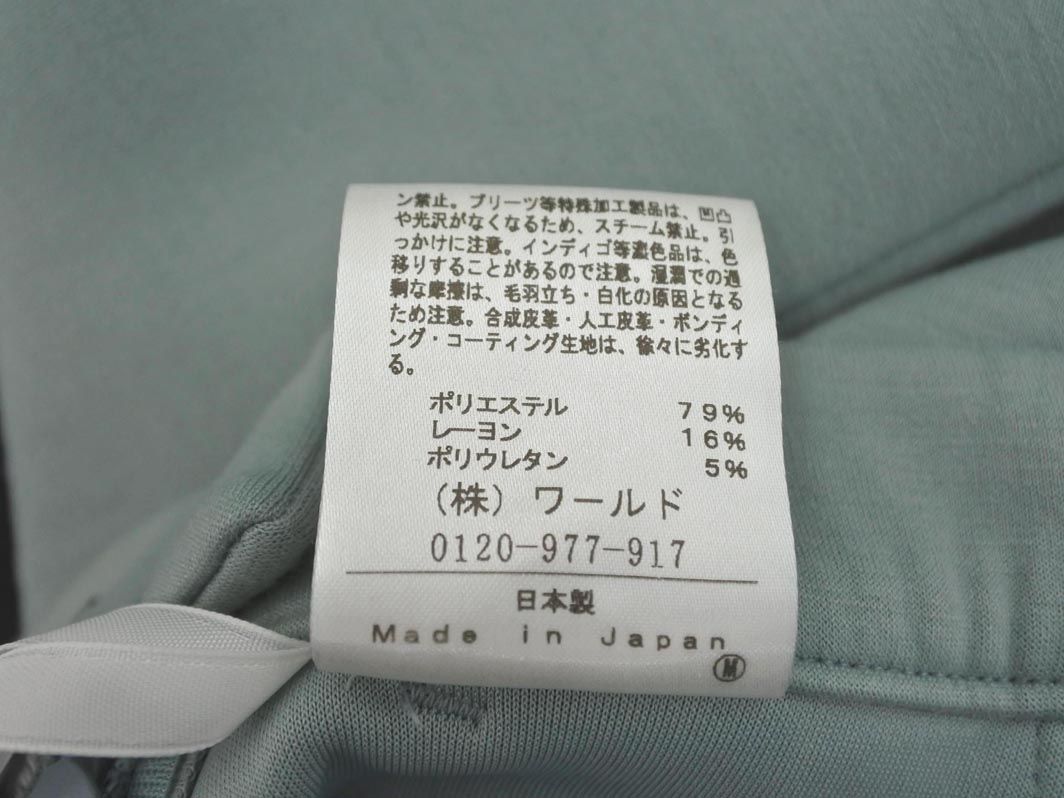 ン禁止。プリーツ等特殊加工製品は、凹凸
や光沢がなくなるため、スチーム禁止。引
っかけに注意。インディゴ等濃色品は、色
移りすることがあるので注意。湿潤での過
剰な摩擦は、毛羽立ち・白化の原因となる
ため注意。合成皮革・人工皮革・ボンディ
ング・コーティング生地は、徐々に劣化す
る。
ポリエステル 79%
レーヨン 16%
ポリウレタン 5%
(株) ワールド
0120-977-917
日本製
Made in Japan
M